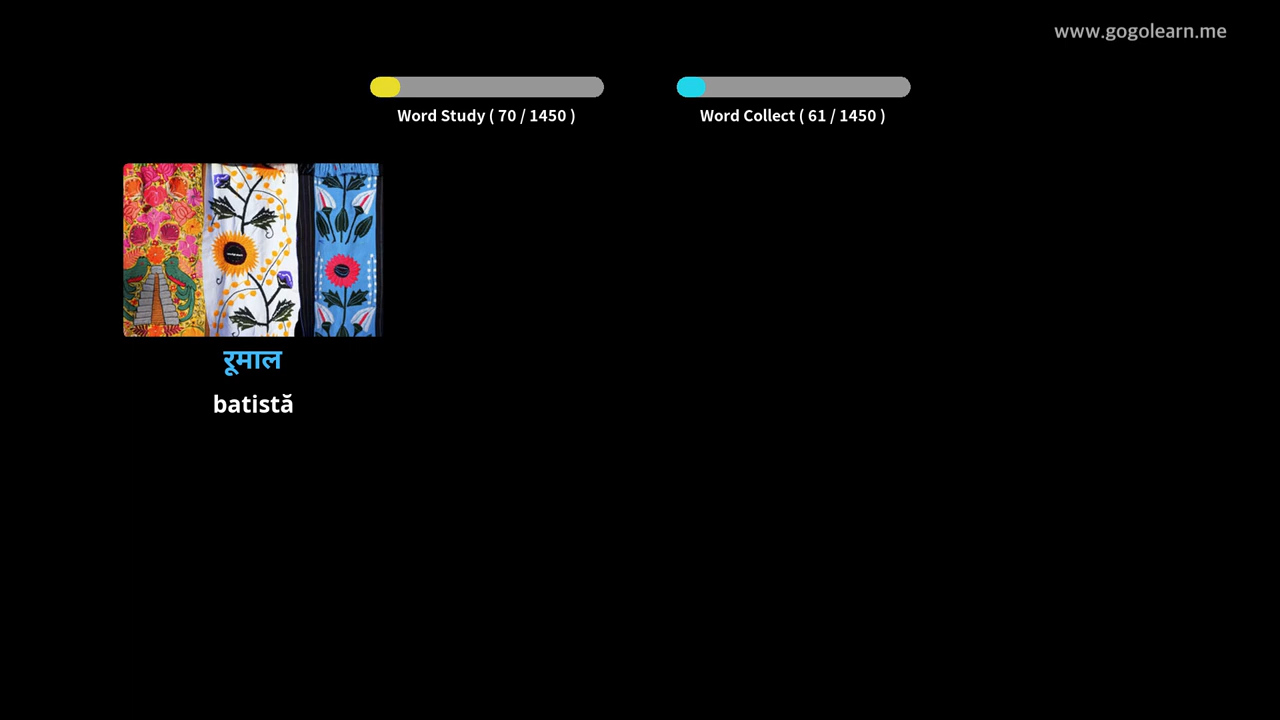 www.gogolearn.me
Word Study ( 70 / 1450 )
Word Collect ( 61 / 1450 )
रूमाल
batistă